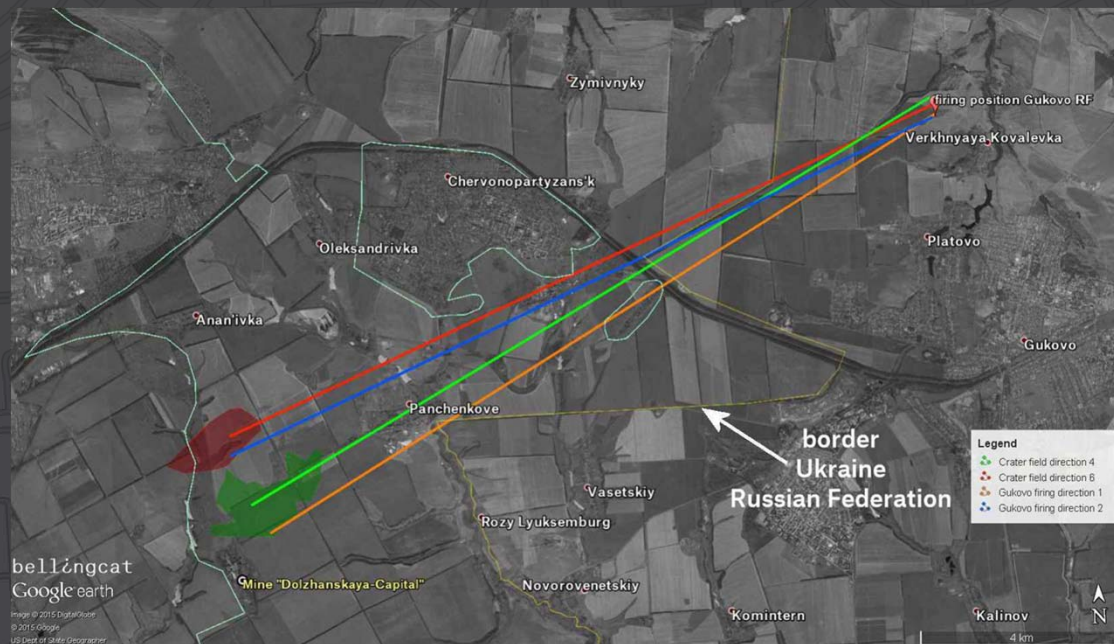 Zymivnyky
firing position Gukovo RF
Verkhnyaya Kovalevka
Chervonopartyzans'k
Oleksandrivka
Platovo
Anan'ivka
Gukovo
Panchenkove
border
Ukraine
Russian Federation
Legend
Crater field direction 4
Crater field direction 6
Gukovo firing direction 1
Gukovo firing direction 2
Vasetskiy
Rozy Lyuksemburg
bellingcat
Google earth
Mine "Dolzhanskaya-Capital"
Novorovenetskiy
Image © 2015 DigitalGlobe
© 2015 Google
US Dept of State Geographer
Komintern
Kalinov
N
4 km